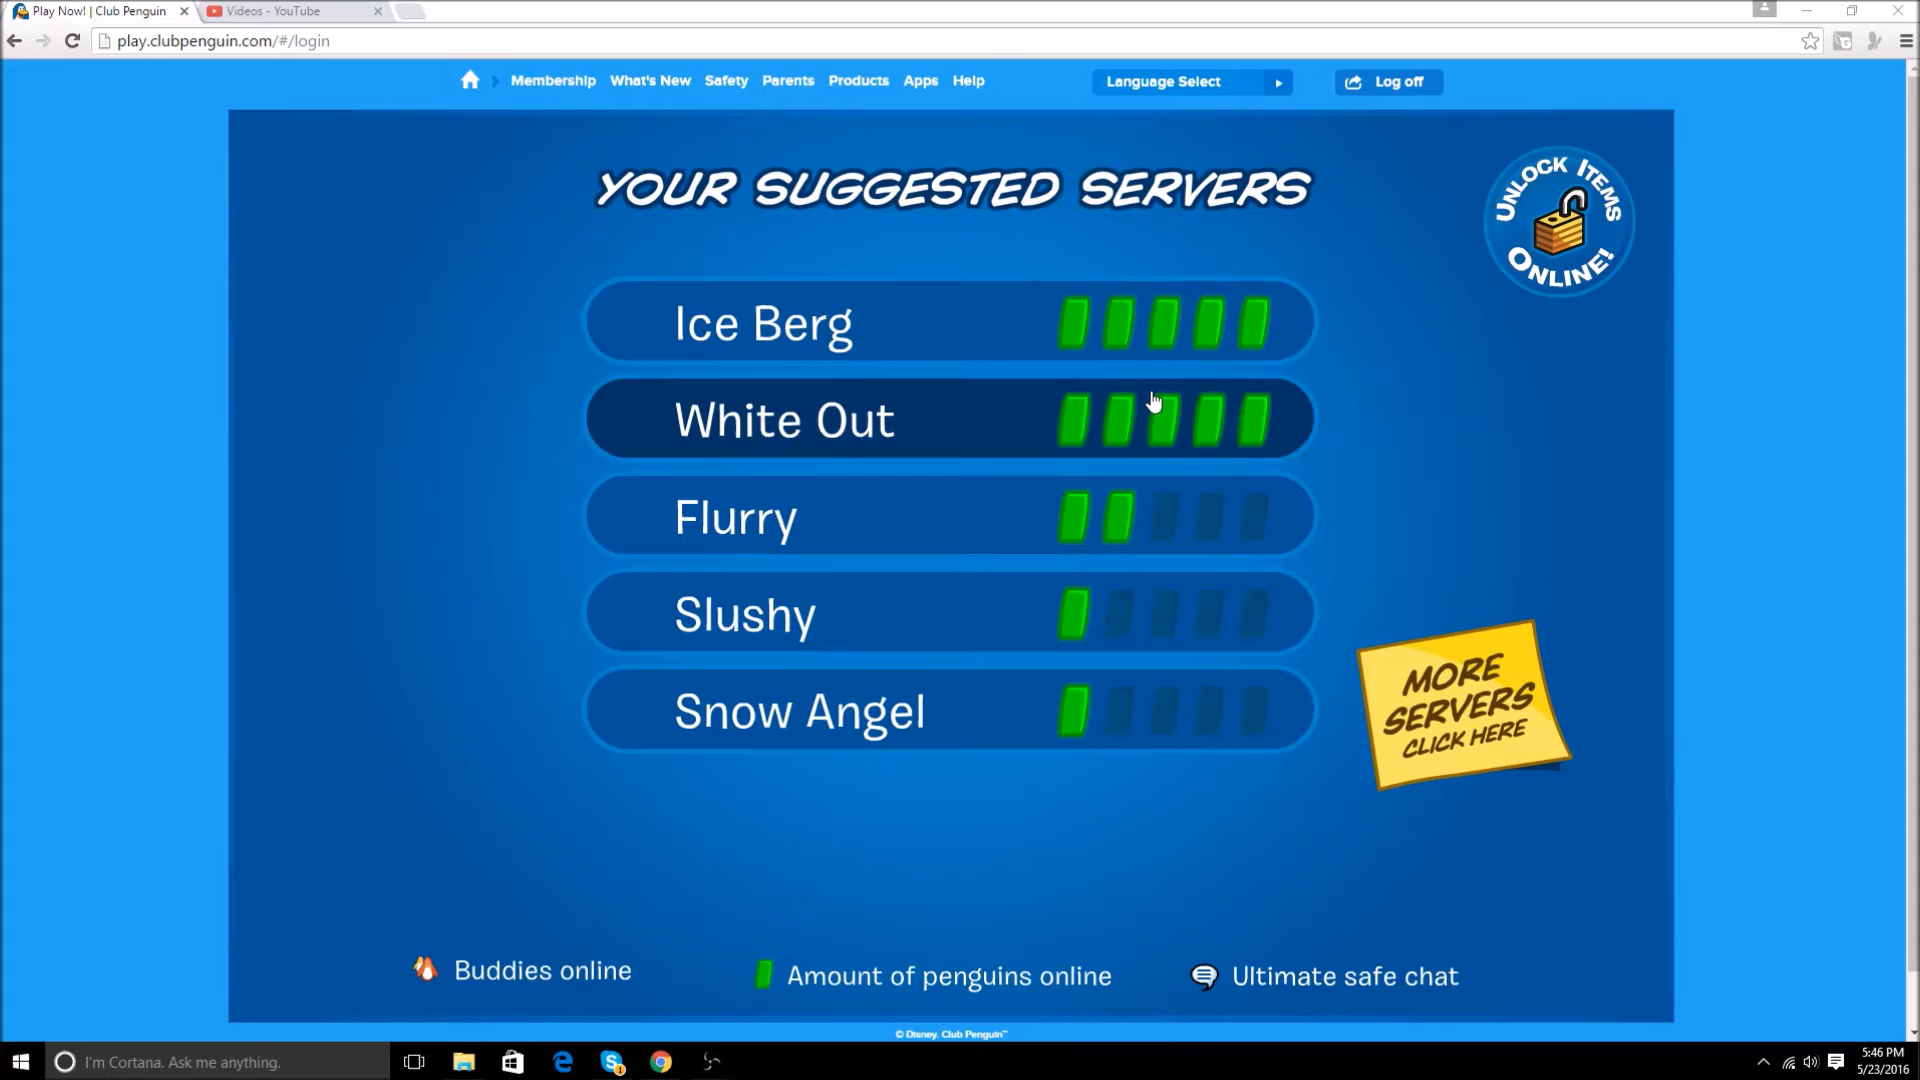 Play Now! | Club Penguin
Videos - YouTube
play.clubpenguin.com/#/login
Membership What's New Safety Parents Products Apps Help
Language Select
Log off
YOUR SUGGESTED SERVERS
UNLOCK ITEMS
ONLINE!
Ice Berg
White Out
Flurry
Slushy
Snow Angel
MORE
SERVERS
CLICK HERE
Buddies online
Amount of penguins online
Ultimate safe chat
© Disney. Club Penguin™
I'm Cortana. Ask me anything.
1
5:46 PM
5/23/2016